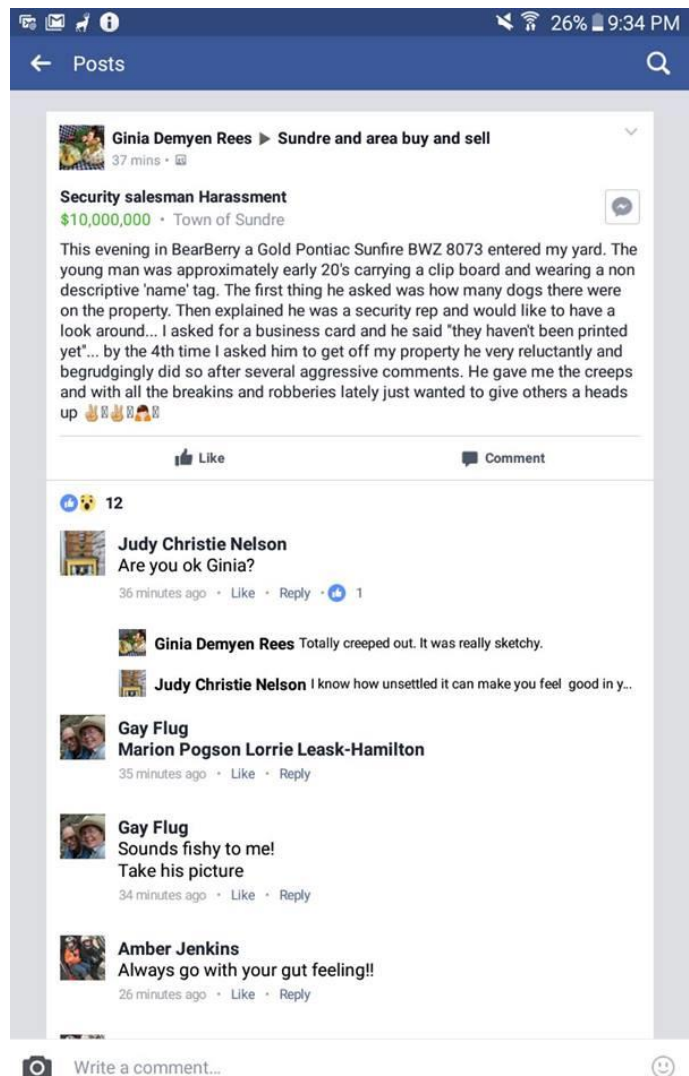 26% 9:34 PM
Posts
Ginia Demyen Rees ▶ Sundre and area buy and sell
37 mins •
Security salesman Harassment
$10,000,000 • Town of Sundre
This evening in BearBerry a Gold Pontiac Sunfire BWZ 8073 entered my yard. The
young man was approximately early 20's carrying a clip board and wearing a non
descriptive 'name' tag. The first thing he asked was how many dogs there were
on the property. Then explained he was a security rep and would like to have a
look around... I asked for a business card and he said "they haven't been printed
yet"... by the 4th time I asked him to get off my property he very reluctantly and
begrudgingly did so after several aggressive comments. He gave me the creeps
and with all the breakins and robberies lately just wanted to give others a heads
up
Like Comment
12
Judy Christie Nelson
Are you ok Ginia?
36 minutes ago • Like • Reply • 1
Ginia Demyen Rees Totally creeped out. It was really sketchy.
Judy Christie Nelson I know how unsettled it can make you feel good in y...
Gay Flug
Marion Pogson Lorrie Leask-Hamilton
35 minutes ago • Like • Reply
Gay Flug
Sounds fishy to me!
Take his picture
34 minutes ago • Like • Reply
Amber Jenkins
Always go with your gut feeling!!
26 minutes ago • Like • Reply
Write a comment...